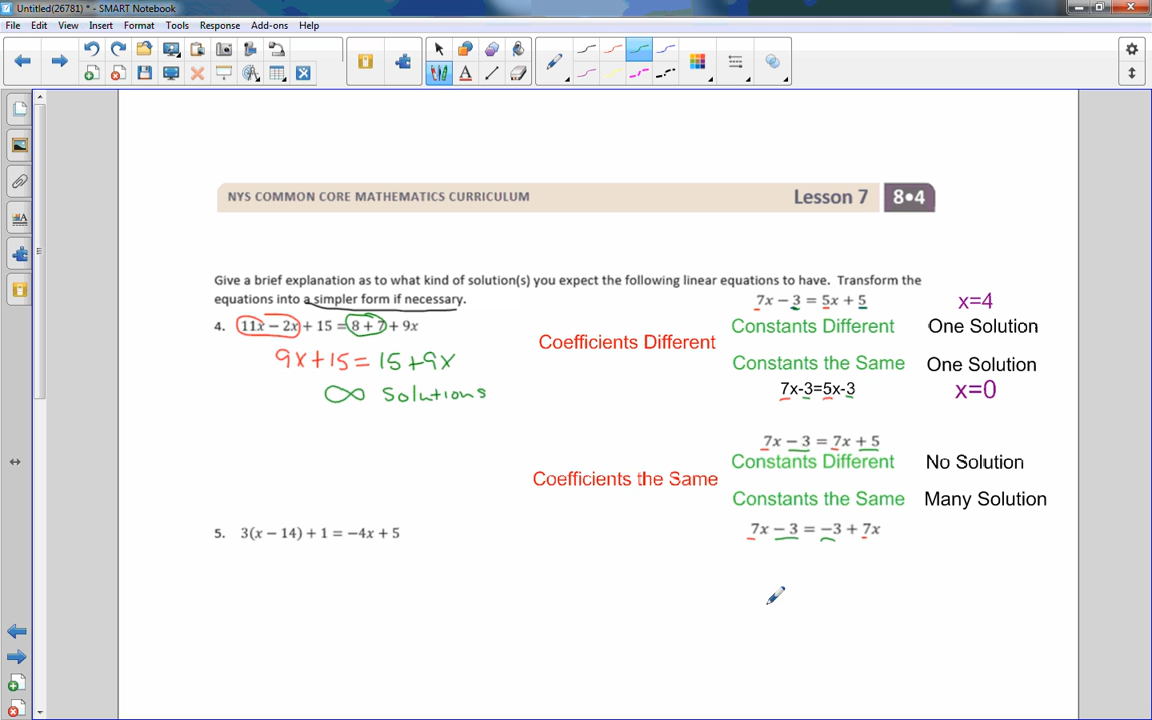 Untitled(26781) * - SMART Notebook
File Edit View Insert Format Tools Response Add-ons Help
NYS COMMON CORE MATHEMATICS CURRICULUM Lesson 7 8•4
Give a brief explanation as to what kind of solution(s) you expect the following linear equations to have. Transform the
equations into a simpler form if necessary.
4. 11x − 2x + 15 = 8 + 7 + 9x
9x+15 = 15+9x
∞ Solutions
Coefficients Different
7x − 3 = 5x + 5 x=4
Constants Different One Solution
Constants the Same One Solution
7x-3=5x-3 x=0
Coefficients the Same
7x − 3 = 7x + 5
Constants Different No Solution
Constants the Same Many Solution
7x − 3 = −3 + 7x
5. 3(x − 14) + 1 = −4x + 5